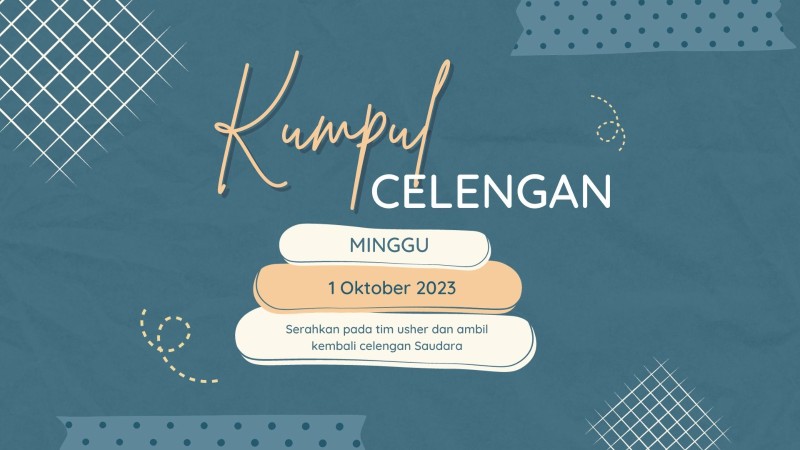 Kumpul
CELENGAN
MINGGU
1 Oktober 2023
Serahkan pada tim usher dan ambil
kembali celengan Saudara